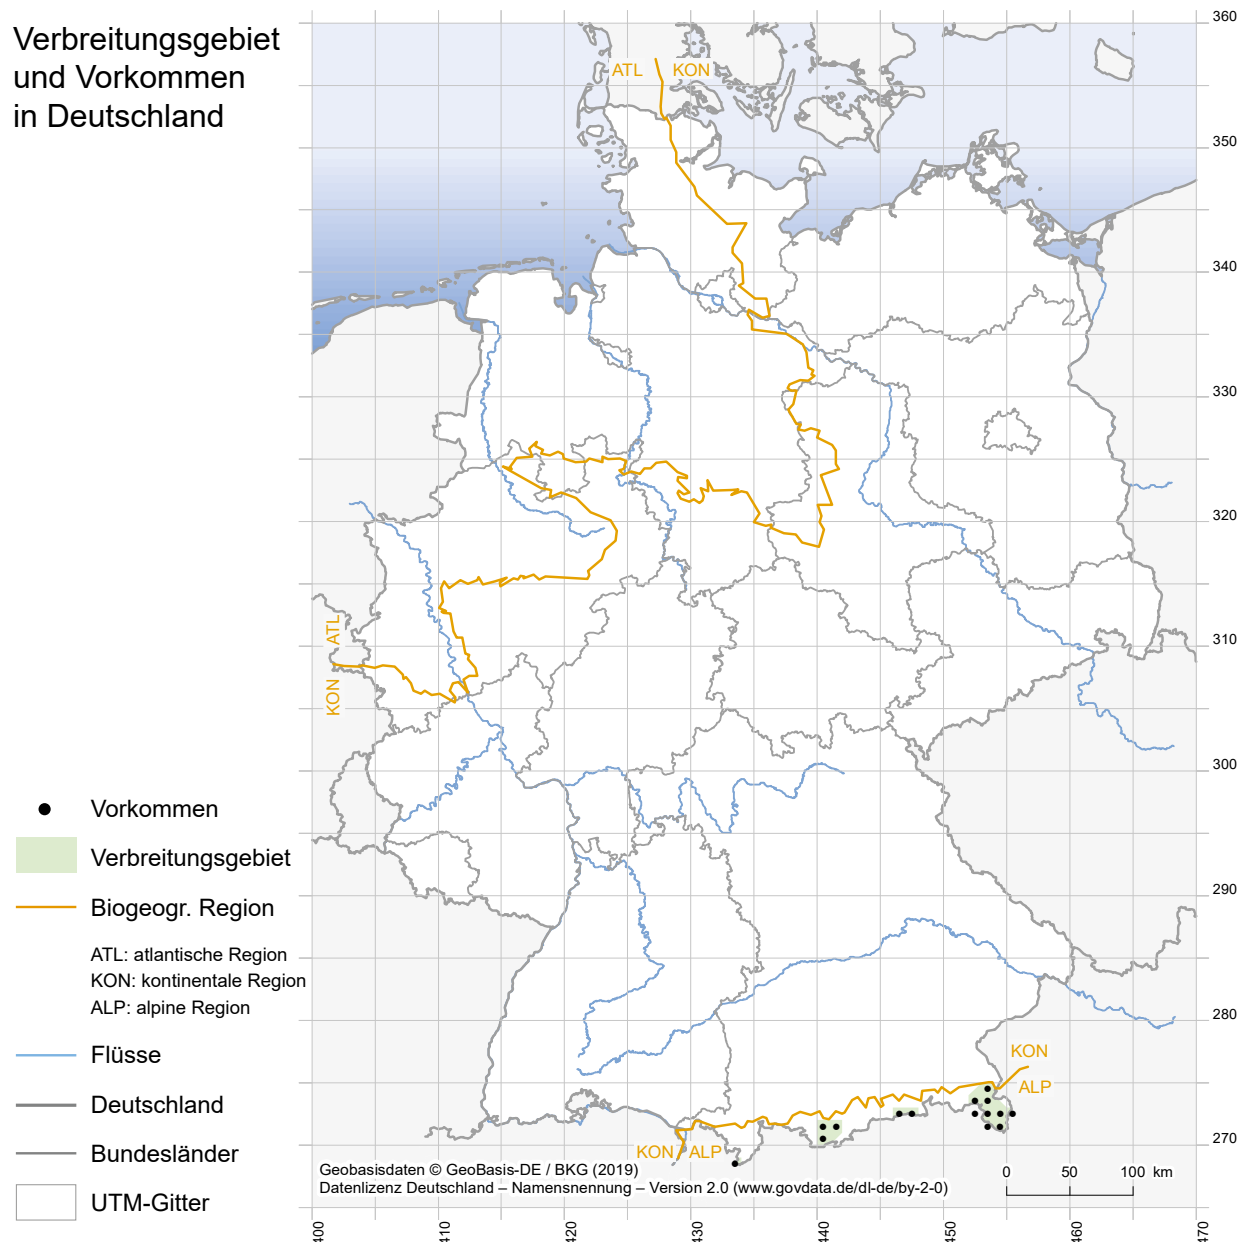 Verbreitungsgebiet
und Vorkommen
in Deutschland
ATL KON
360
350
340
330
320
310
300
290
280
270
ATL
KON
Vorkommen
Verbreitungsgebiet
Biogeogr. Region
ATL: atlantische Region
KON: kontinentale Region
ALP: alpine Region
Flüsse
Deutschland
Bundesländer
UTM-Gitter
KON
ALP
KON ALP
Geobasisdaten © GeoBasis-DE / BKG (2019)
Datenlizenz Deutschland – Namensnennung – Version 2.0 (www.govdata.de/dl-de/by-2-0)
0 50 100 km
400 410 420 430 440 450 460 470